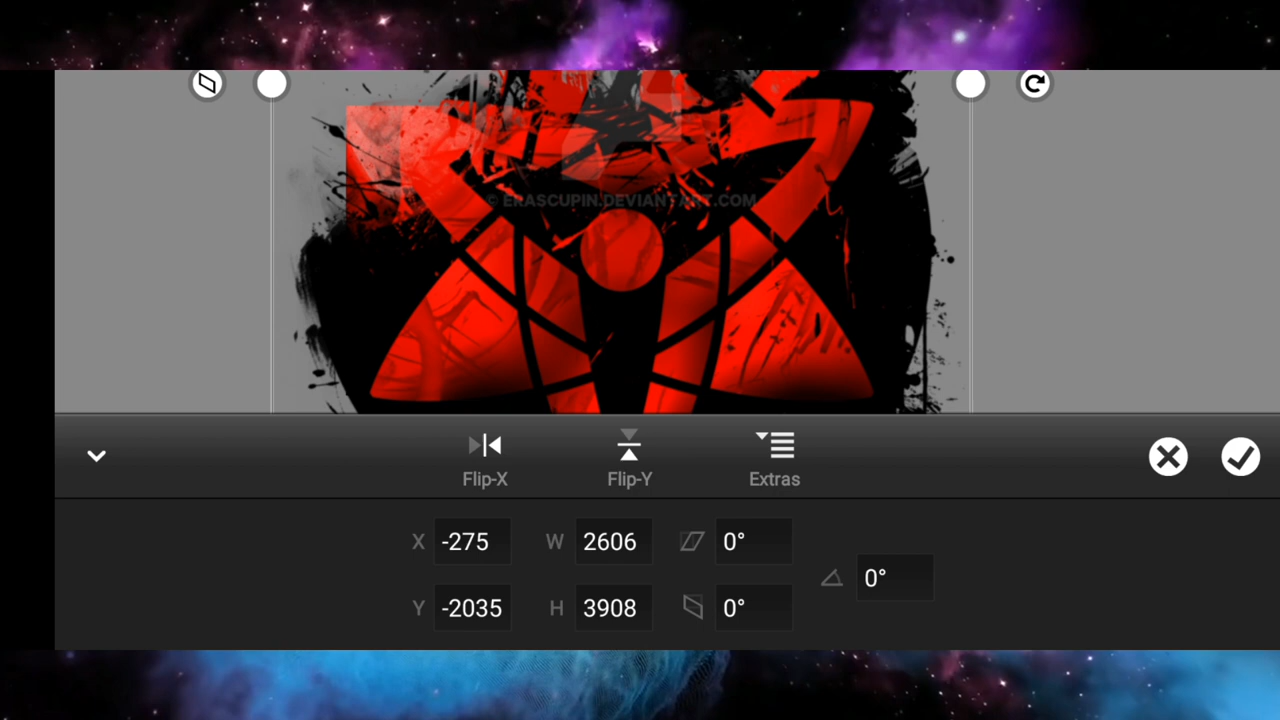 © ERASCUPIN.DEVIANTART.COM
Flip-X
Flip-Y
Extras
X -275 W 2606 0° 0°
Y -2035 H 3908 0°